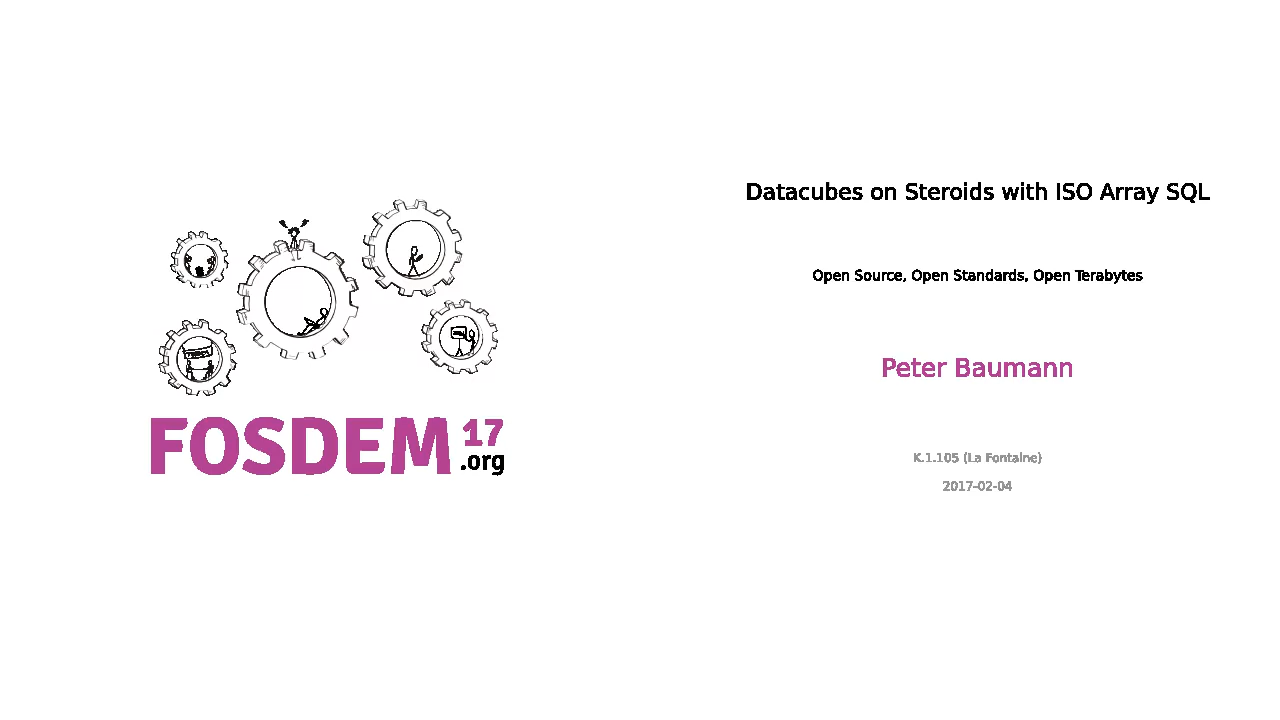 FOSDEM 17
.org
Datacubes on Steroids with ISO Array SQL
Open Source, Open Standards, Open Terabytes
Peter Baumann
K.1.105 (La Fontaine)
2017-02-04